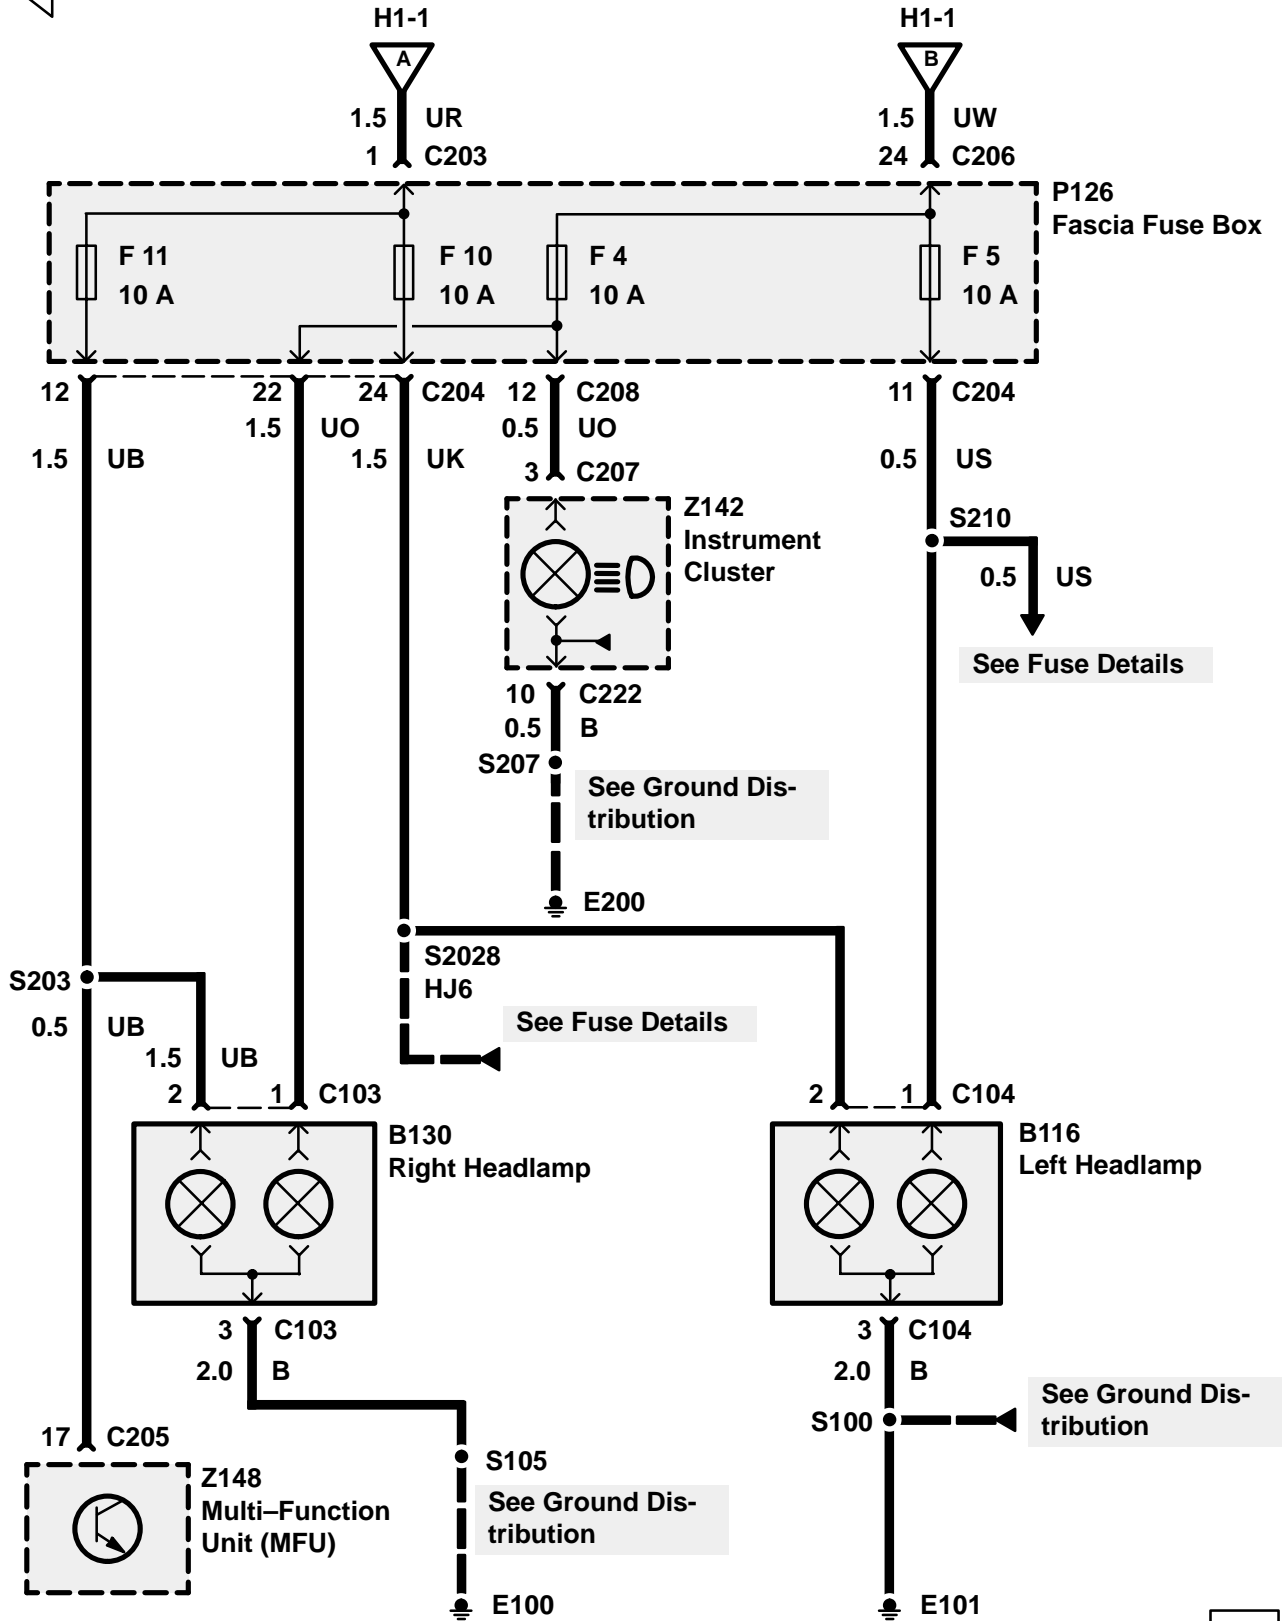 H1-1 H1-1
A B
1.5 UR 1.5 UW
1 C203 24 C206
P126
Fascia Fuse Box
F 11 F 10 F 4 F 5
10 A 10 A 10 A 10 A
12 22 24 C204 12 C208 11 C204
1.5 UO 0.5 UO
1.5 UB 1.5 UK 0.5 US
3 C207
Z142
Instrument
Cluster
S210
0.5 US
See Fuse Details
10 C222
0.5 B
S207
See Ground Dis-
tribution
E200
S2028
HJ6
S203
See Fuse Details
0.5 UB
1.5 UB
2 1 C103 2 1 C104
B130
Right Headlamp
B116
Left Headlamp
3 C103 3 C104
2.0 B 2.0 B
See Ground Dis-
tribution
S100
17 C205
S105
Z148
Multi–Function
Unit (MFU)
See Ground Dis-
tribution
E100 E101